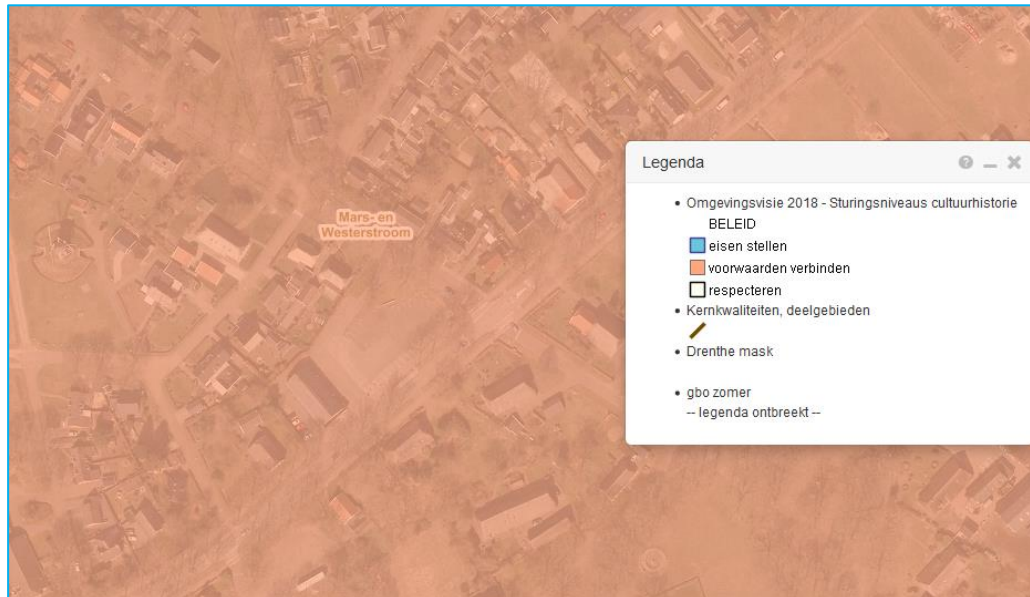 Mars- en
Westerstroom
Legenda
Omgevingsvisie 2018 - Sturingsniveaus cultuurhistorie
BELEID
eisen stellen
voorwaarden verbinden
respecteren
Kernkwaliteiten, deelgebieden
Drenthe mask
gbo zomer
-- legenda ontbreekt --